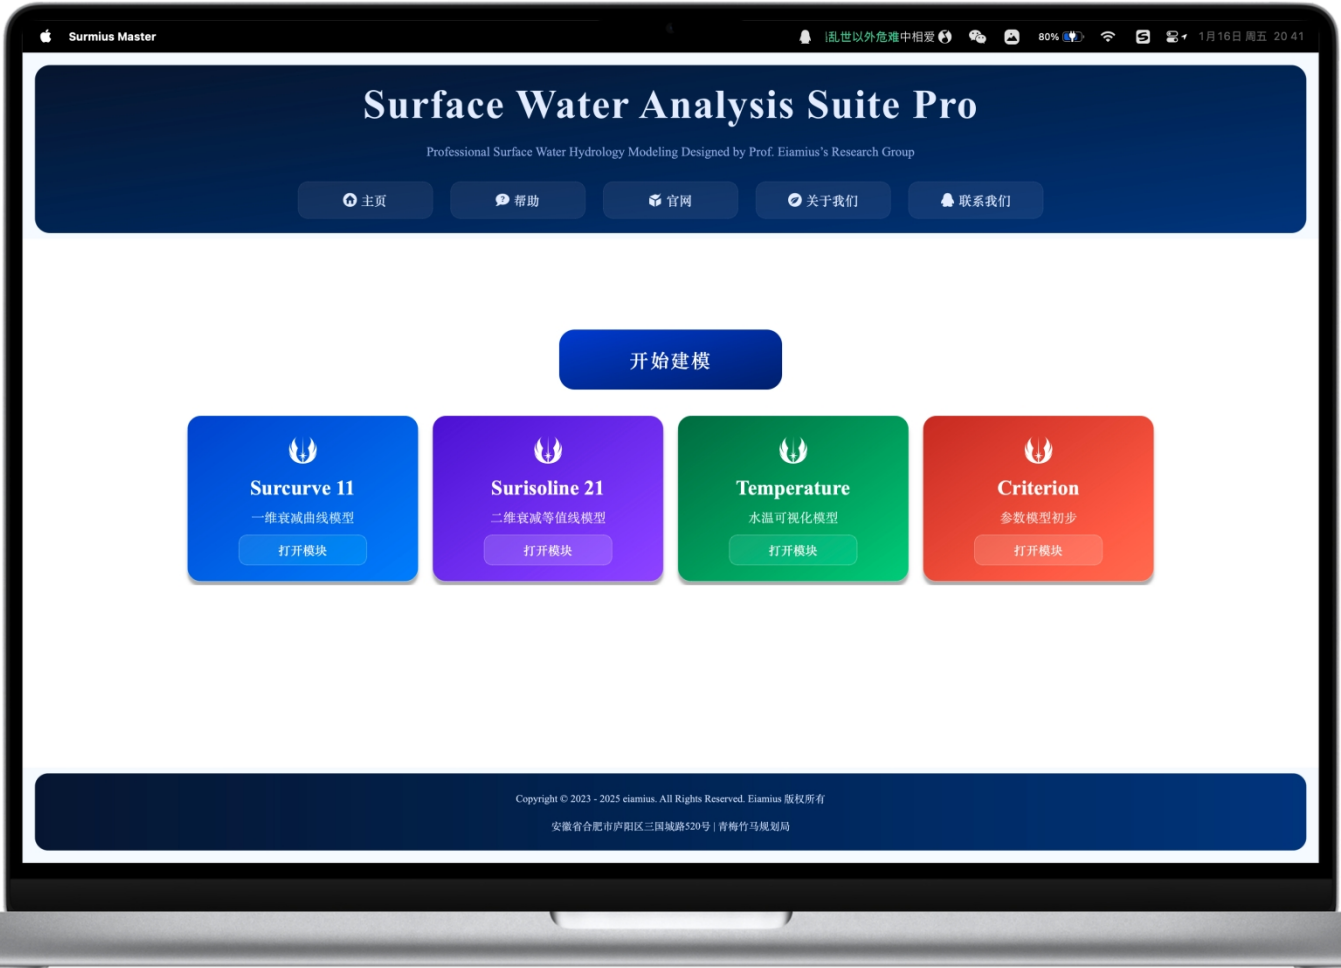 Surmius Master
乱世以外危难中相爱
80%
1月16日 周五 20 41
Surface Water Analysis Suite Pro
Professional Surface Water Hydrology Modeling Designed by Prof. Eiamius's Research Group
主页 帮助 官网 关于我们 联系我们
开始建模
Surcurve 11
一维衰减曲线模型
打开模块
Surisoline 21
二维衰减等值线模型
打开模块
Temperature
水温可视化模型
打开模块
Criterion
参数模型初步
打开模块
Copyright © 2023 - 2025 eiamius. All Rights Reserved. Eiamius 版权所有
安徽省合肥市庐阳区三国城路520号 | 青梅竹马规划局